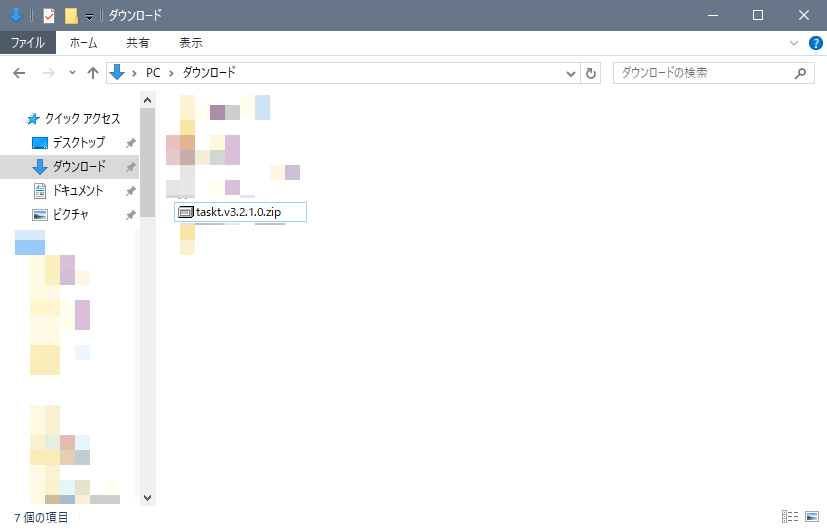 ダウンロード
ファイル ホーム 共有 表示
PC ダウンロード ダウンロードの検索
クイック アクセス
デスクトップ
ダウンロード
ドキュメント
ピクチャ
taskt.v3.2.1.0.zip
7 個の項目